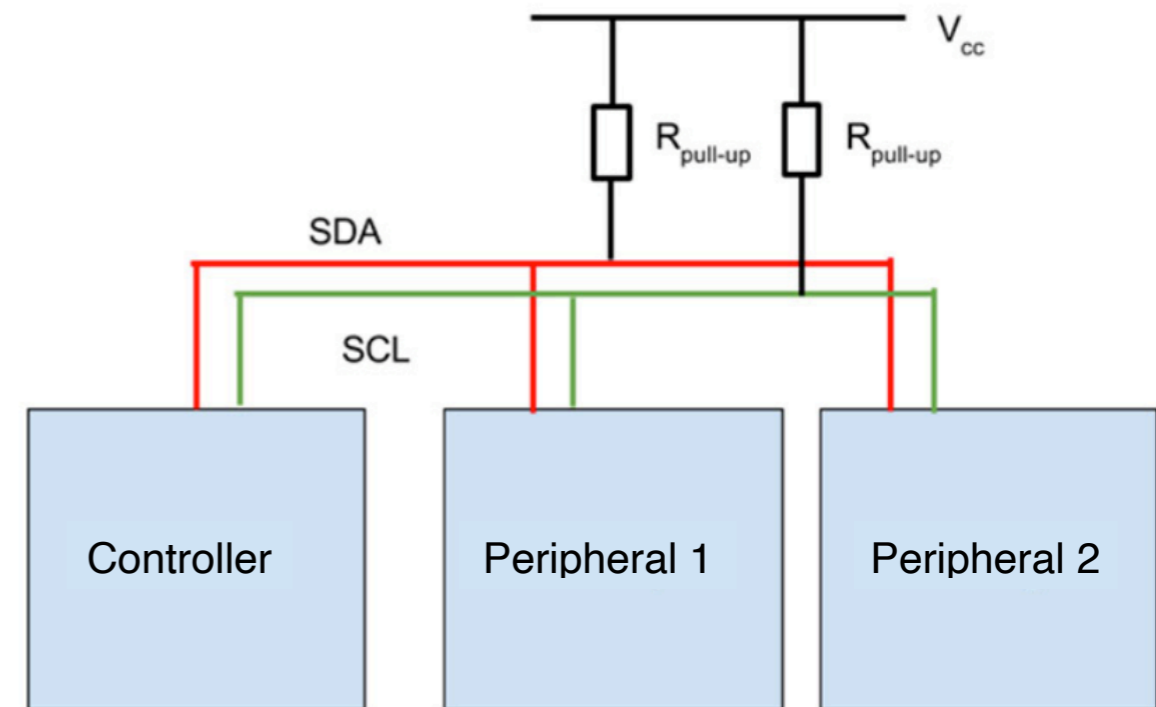 Vcc
Rpull-up
Rpull-up
SDA
SCL
Controller
Peripheral 1
Peripheral 2